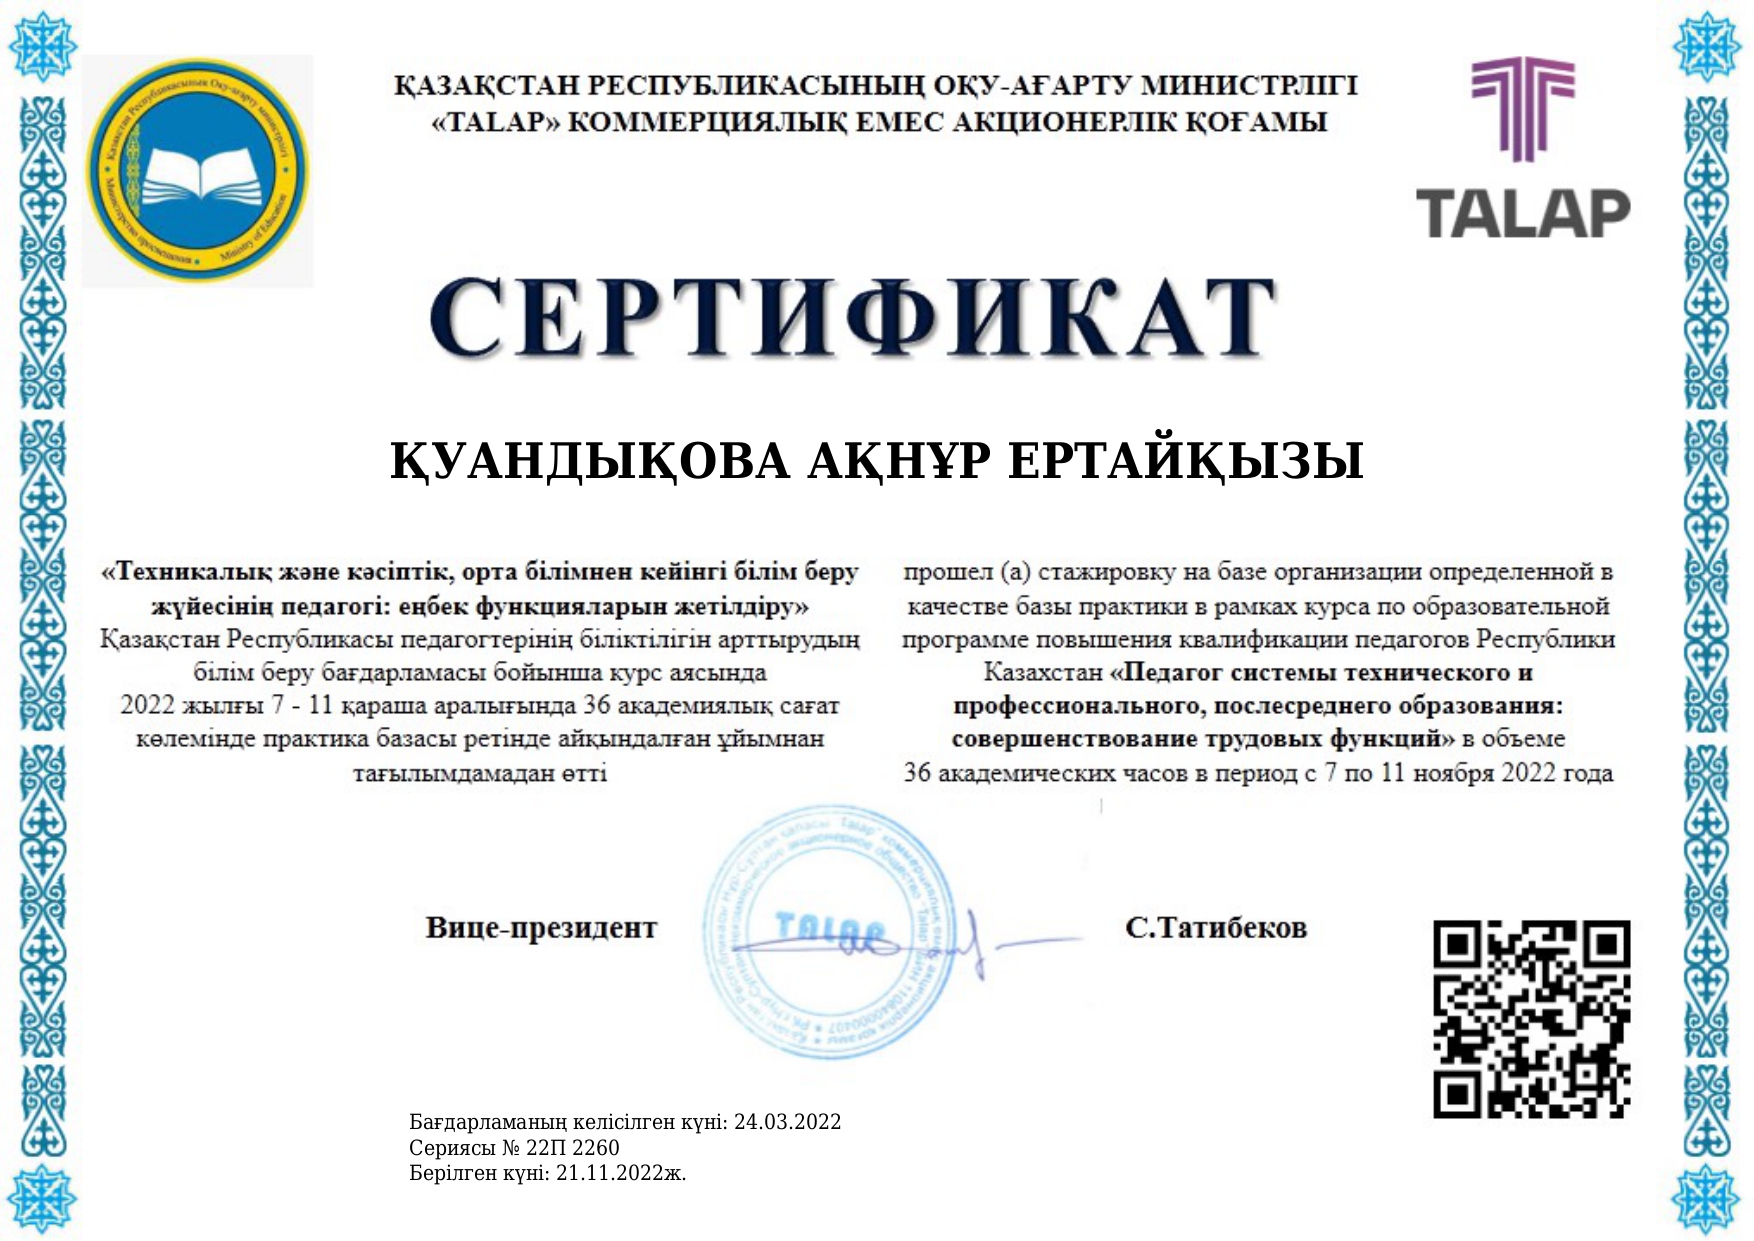 Қазақстан Республикасының Оқу-ағарту министрлігі
Министерство просвещения
Ministry of Education
ҚАЗАҚСТАН РЕСПУБЛИКАСЫНЫҢ ОҚУ-АҒАРТУ МИНИСТРЛІГІ
«TALAP» КОММЕРЦИЯЛЫҚ ЕМЕС АКЦИОНЕРЛІК ҚОҒАМЫ
TALAP
СЕРТИФИКАТ
ҚУАНДЫҚОВА АҚНҰР ЕРТАЙҚЫЗЫ
«Техникалық және кәсіптік, орта білімнен кейінгі білім беру
жүйесінің педагогі: еңбек функцияларын жетілдіру»
Қазақстан Республикасы педагогтерінің біліктілігін арттырудың
білім беру бағдарламасы бойынша курс аясында
2022 жылғы 7 - 11 қараша аралығында 36 академиялық сағат
көлемінде практика базасы ретінде айқындалған ұйымнан
тағылымдамадан өтті
прошел (а) стажировку на базе организации определенной в
качестве базы практики в рамках курса по образовательной
программе повышения квалификации педагогов Республики
Казахстан «Педагог системы технического и
профессионального, послесреднего образования:
совершенствование трудовых функций» в объеме
36 академических часов в период с 7 по 11 ноября 2022 года
Вице-президент
TALAP
С.Татибеков
Бағдарламаның келісілген күні: 24.03.2022
Сериясы № 22П 2260
Берілген күні: 21.11.2022ж.